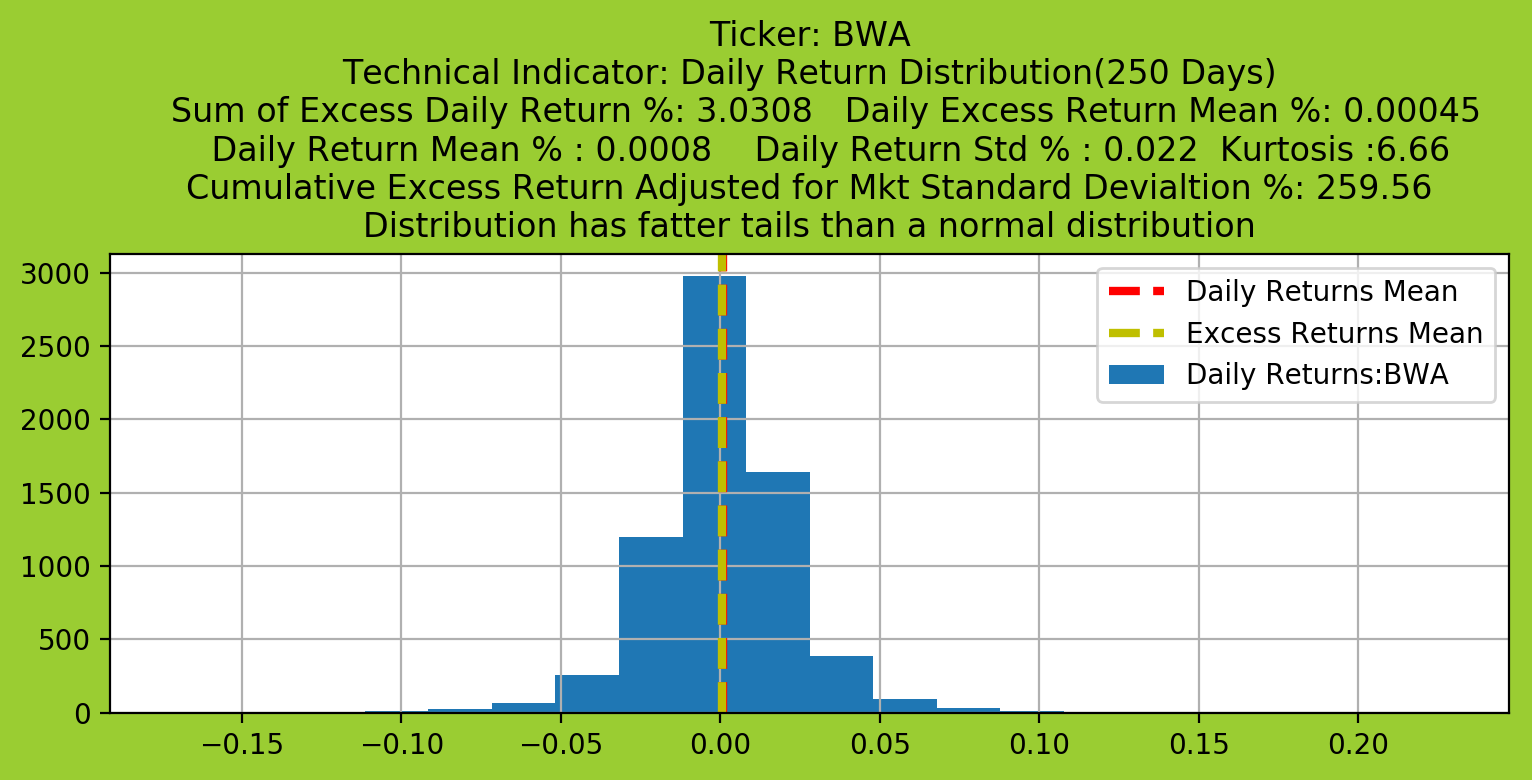 Ticker: BWA
Technical Indicator: Daily Return Distribution(250 Days)
Sum of Excess Daily Return %: 3.0308   Daily Excess Return Mean %: 0.00045
Daily Return Mean % : 0.0008    Daily Return Std % : 0.022  Kurtosis :6.66
Cumulative Excess Return Adjusted for Mkt Standard Devialtion %: 259.56
Distribution has fatter tails than a normal distribution
3000
2500
2000
1500
1000
500
0
Daily Returns Mean
Excess Returns Mean
Daily Returns:BWA
−0.15 −0.10 −0.05 0.00 0.05 0.10 0.15 0.20